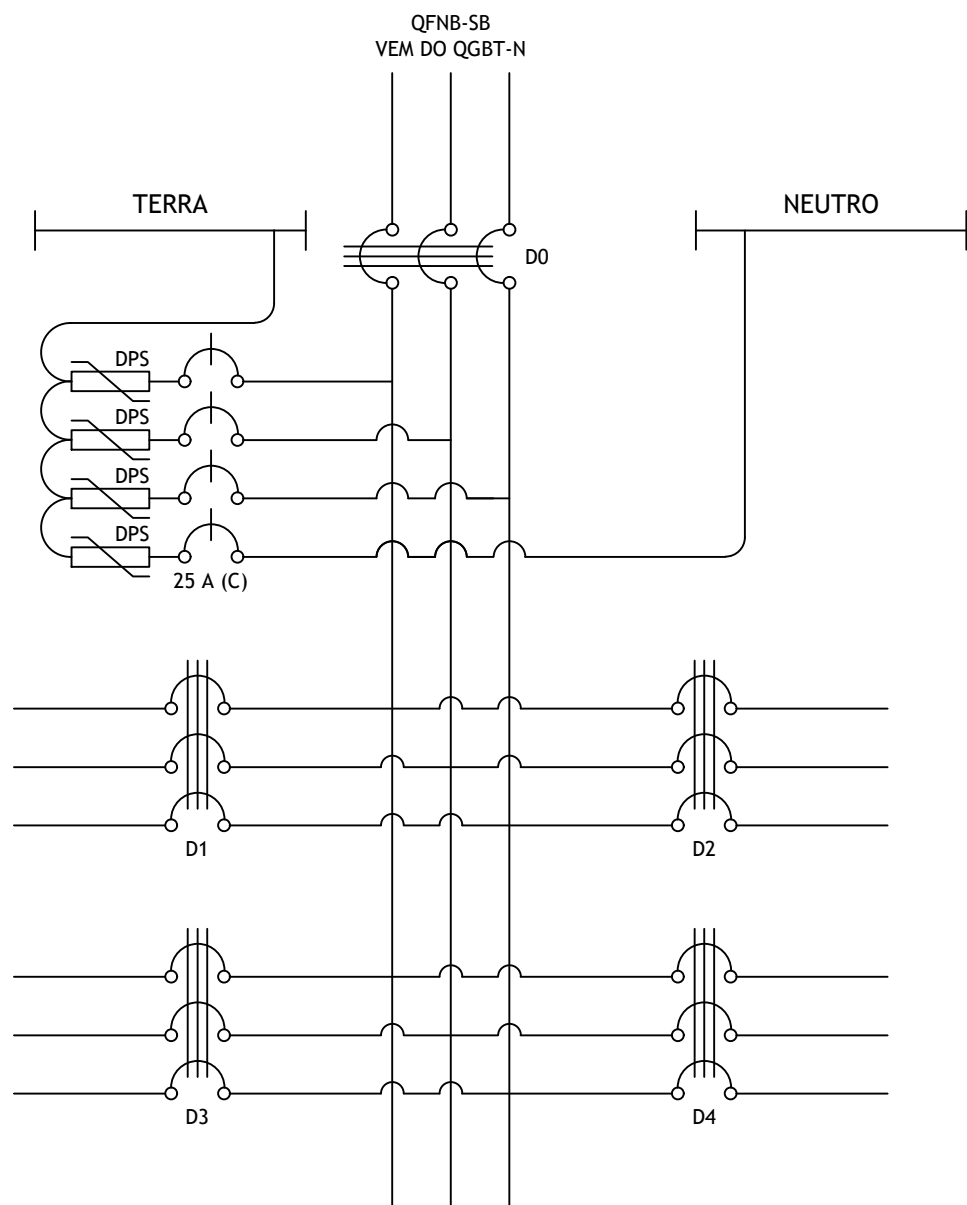 QFNB-SB
VEM DO QGBT-N
TERRA
NEUTRO
D0
DPS
DPS
DPS
DPS
25 A (C)
D1
D2
D3
D4